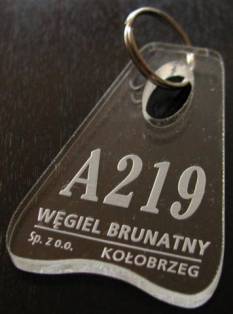 A219
WĘGIEL BRUNATNY
Sp. z o.o.
KOŁOBRZEG